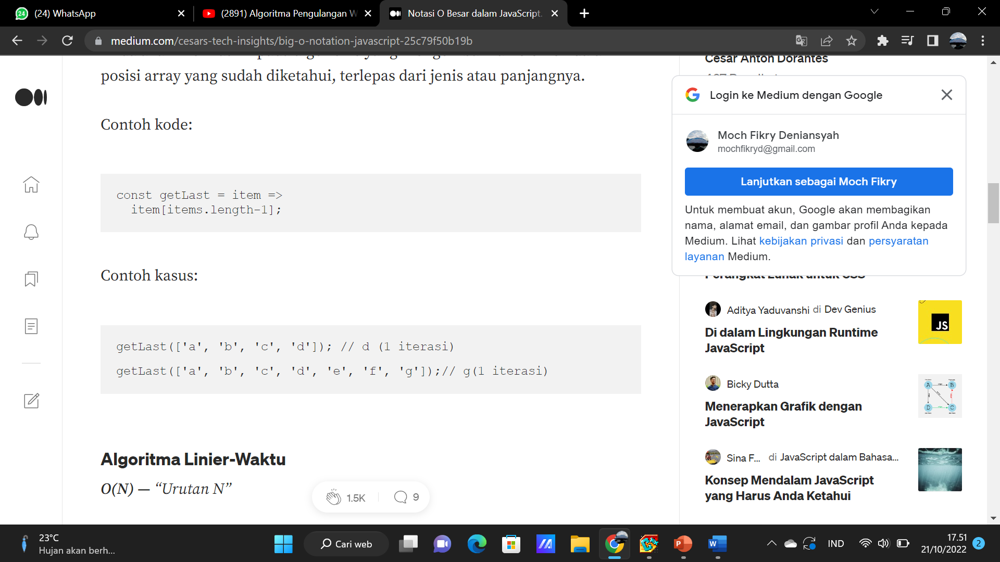 24 (24) WhatsApp
(2891) Algoritma Pengulangan W
Notasi O Besar dalam JavaScript.
medium.com/cesars-tech-insights/big-o-notation-javascript-25c79f50b19b
posisi array yang sudah diketahui, terlepas dari jenis atau panjangnya.
Contoh kode:
const getLast = item =>
item[items.length-1];
Contoh kasus:
getLast(['a', 'b', 'c', 'd']); // d (1 iterasi)
getLast(['a', 'b', 'c', 'd', 'e', 'f', 'g']);// g(1 iterasi)
Algoritma Linier-Waktu
O(N) — “Urutan N”
1.5K
9
Cesar Anton Dorantes
Login ke Medium dengan Google
Moch Fikry Deniansyah
mochfikryd@gmail.com
Lanjutkan sebagai Moch Fikry
Untuk membuat akun, Google akan membagikan
nama, alamat email, dan gambar profil Anda kepada
Medium. Lihat kebijakan privasi dan persyaratan
layanan Medium.
Perangkat Lunak untuk CSS
Aditya Yaduvanshi di Dev Genius
Di dalam Lingkungan Runtime
JavaScript
JS
Bicky Dutta
Menerapkan Grafik dengan
JavaScript
A B
D C
Sina F... di JavaScript dalam Bahasa...
Konsep Mendalam JavaScript
yang Harus Anda Ketahui
23°C
Hujan akan berh...
Cari web
P
W
IND
17.51
21/10/2022
2